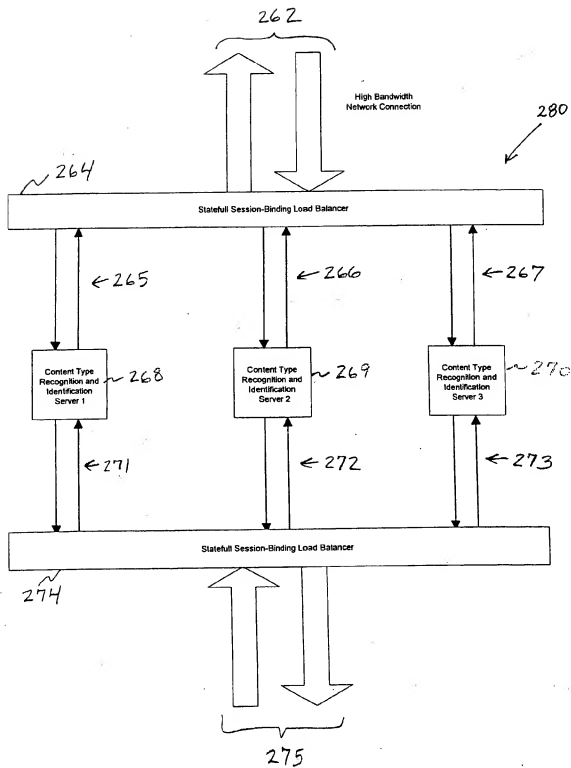 262
High Bandwidth
Network Connection
280
264
Statefull Session-Binding Load Balancer
265
266
267
Content Type
Recognition and
Identification
Server 1
268
Content Type
Recognition and
Identification
Server 2
269
Content Type
Recognition and
Identification
Server 3
270
271
272
273
Statefull Session-Binding Load Balancer
274
275